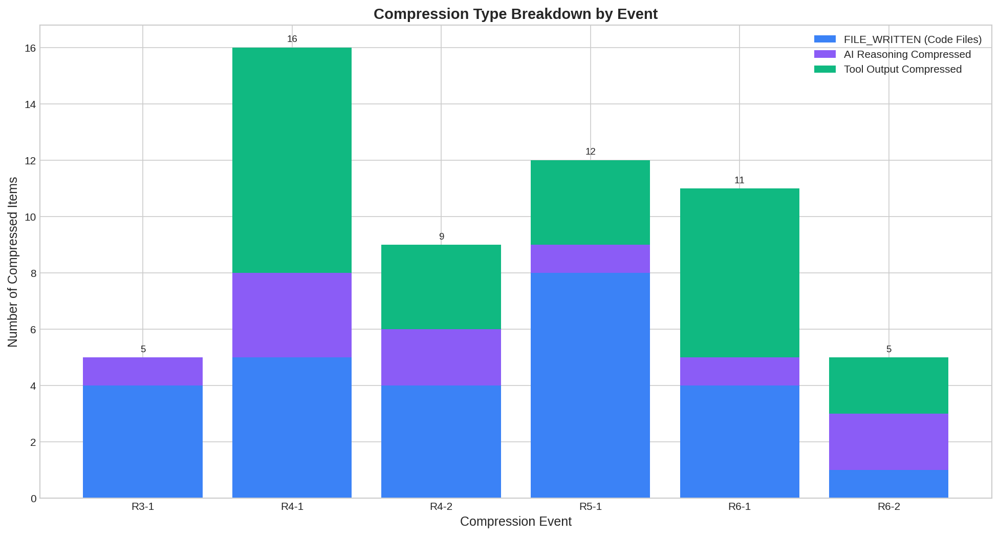 Compression Type Breakdown by Event
FILE_WRITTEN (Code Files)
AI Reasoning Compressed
Tool Output Compressed
Number of Compressed Items
16
14
12
10
8
6
4
2
0
5
16
9
12
11
5
R3-1
R4-1
R4-2
R5-1
R6-1
R6-2
Compression Event